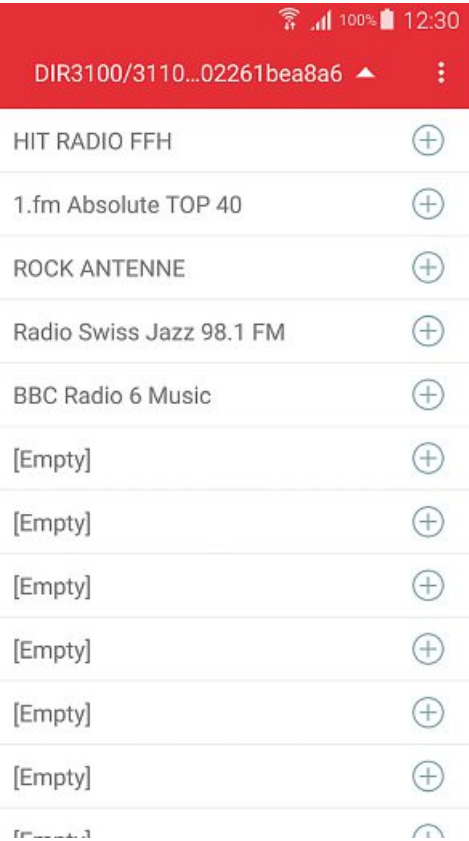 100% 12:30
DIR3100/3110...02261bea8a6
HIT RADIO FFH
1.fm Absolute TOP 40
ROCK ANTENNE
Radio Swiss Jazz 98.1 FM
BBC Radio 6 Music
[Empty]
[Empty]
[Empty]
[Empty]
[Empty]
[Empty]